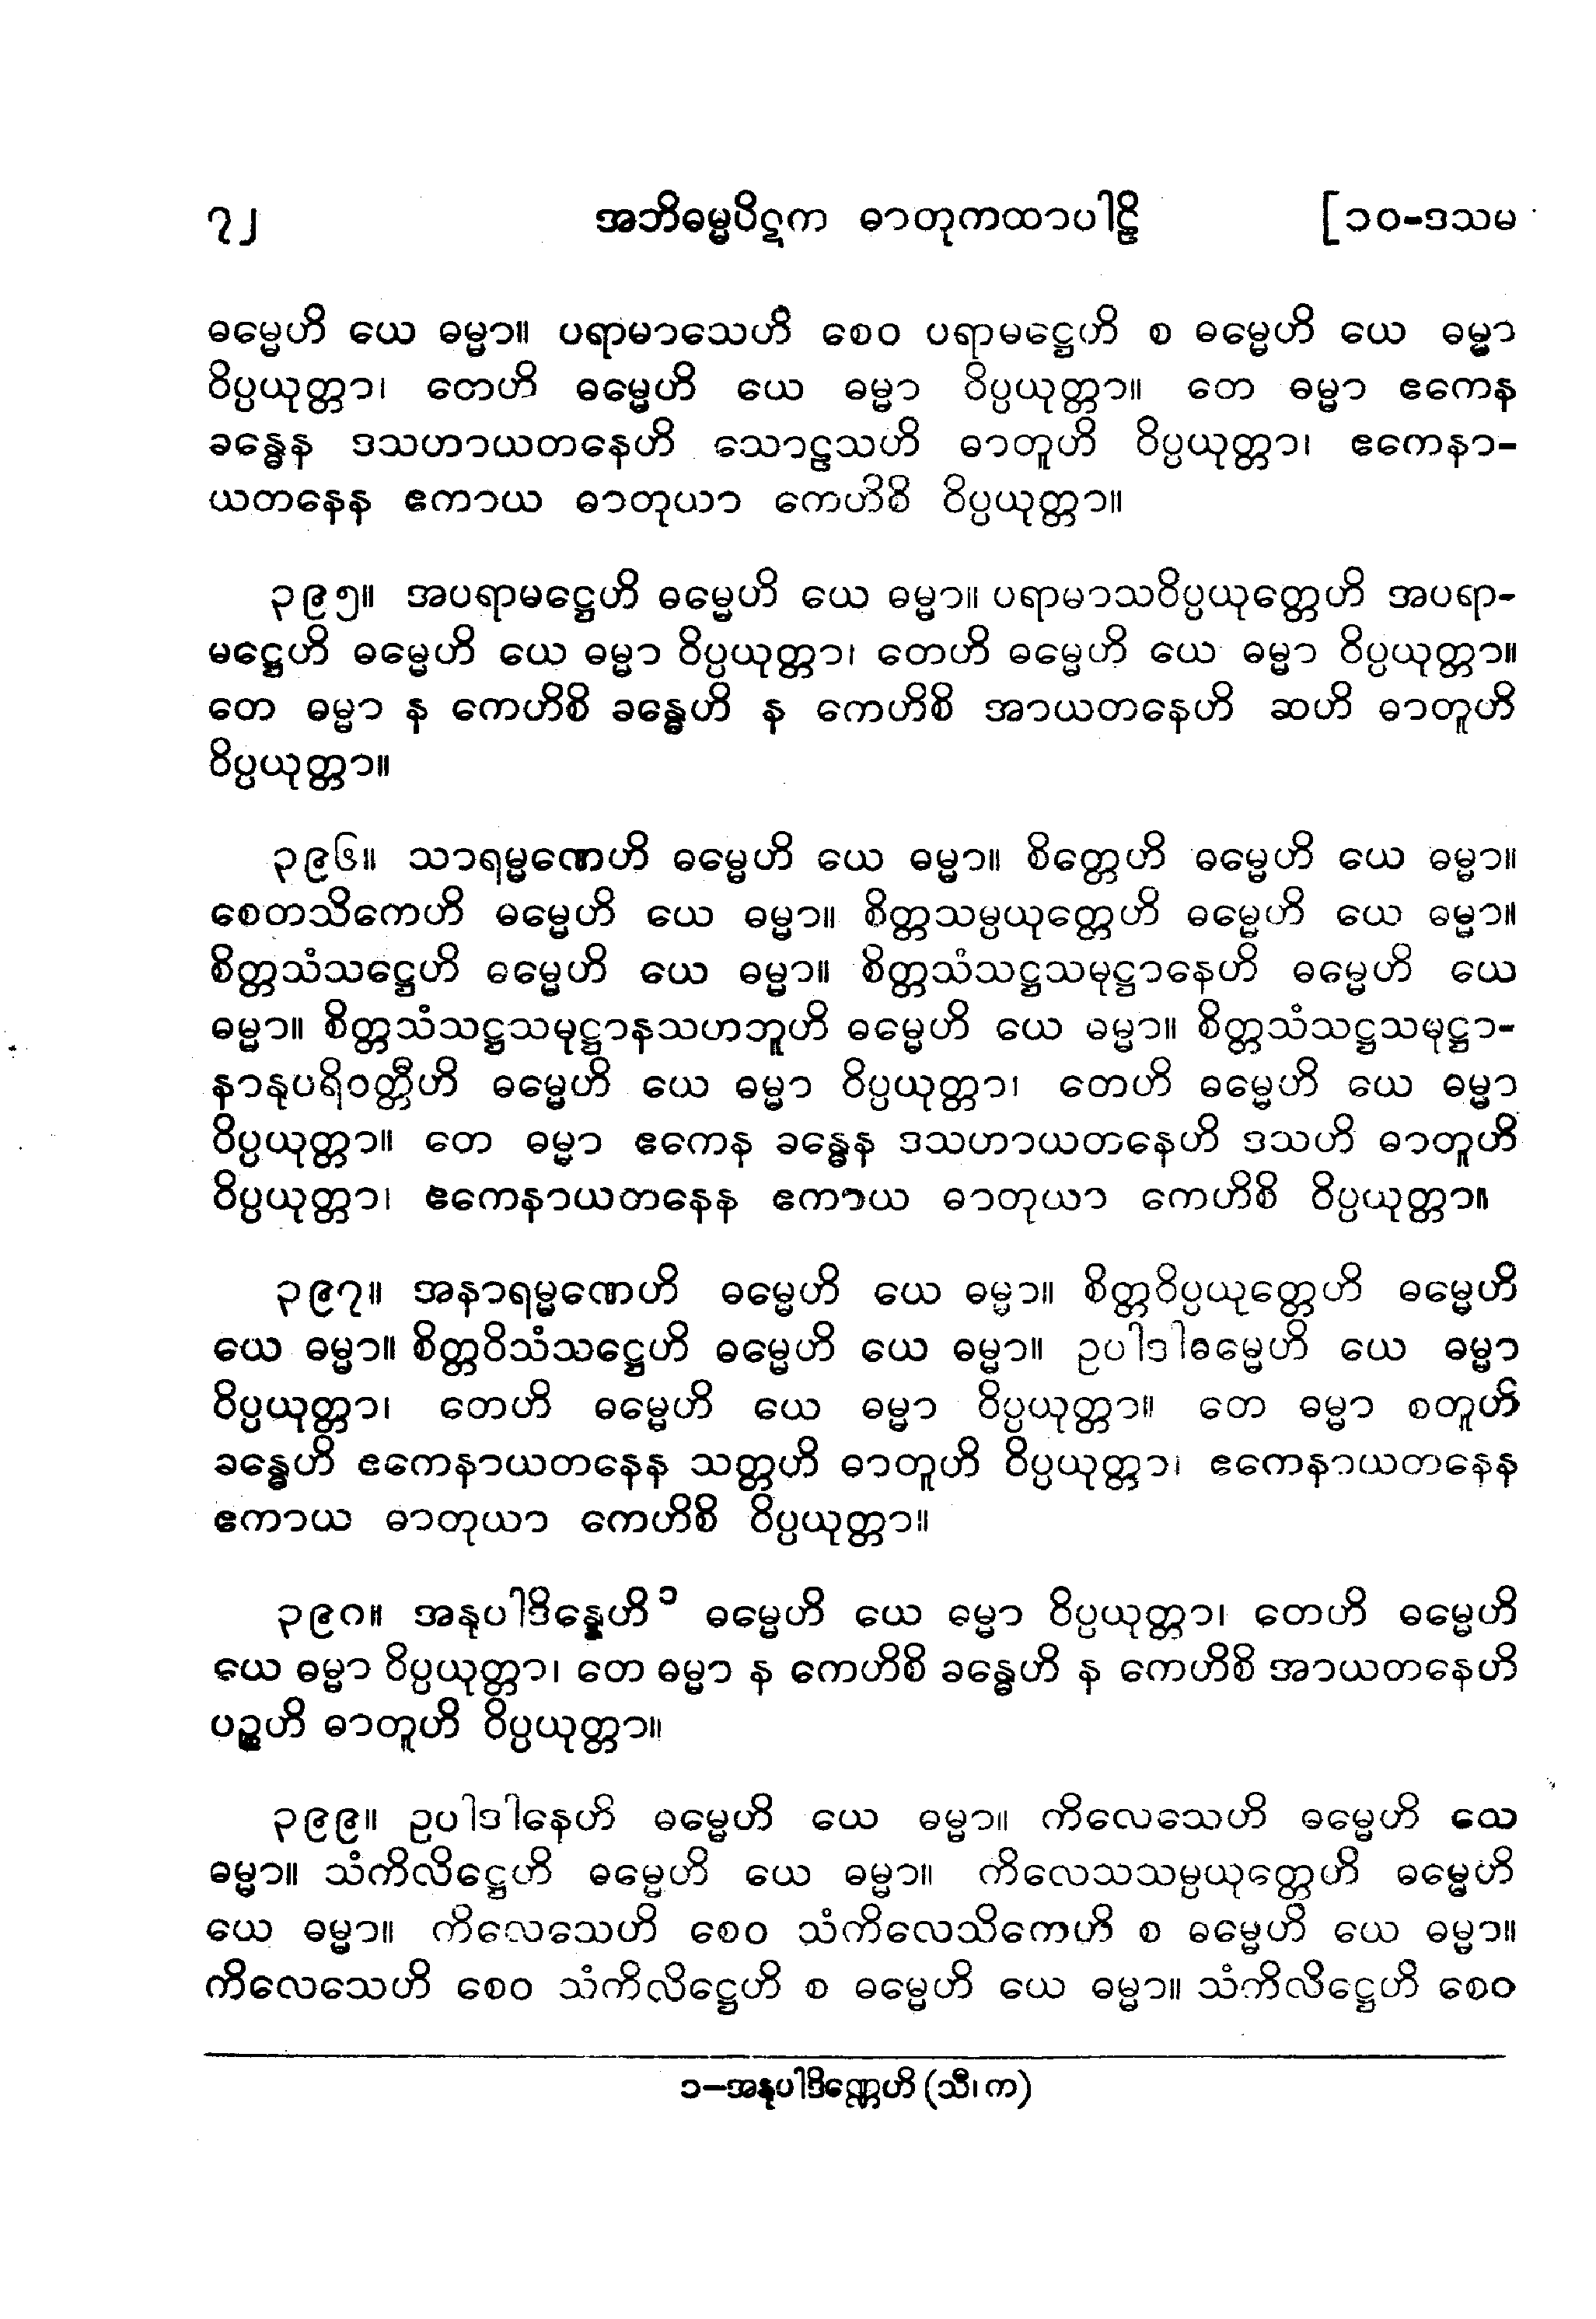 ၇၂ အဘိဓမ္မပိဋက ဓာတုကထာပါဠိ [၁၀-ဒသမ
ဓမ္မေဟိ ယေ ဓမ္မာ။ ပရာမာသေဟိ စေဝ ပရာမဋ္ဌေဟိ စ ဓမ္မေဟိ ယေ ဓမ္မာ
ဝိပ္ပယုတ္တာ၊ တေဟိ ဓမ္မေဟိ ယေ ဓမ္မာ ဝိပ္ပယုတ္တာ။ တေ ဓမ္မာ ဧကေန
ခန္ဓေန ဒသဟာယတနေဟိ သောဠသဟိ ဓာတူဟိ ဝိပ္ပယုတ္တာ၊ ဧကေနာ-
ယတနေန ဧကာယ ဓာတုယာ ကေဟိစိ ဝိပ္ပယုတ္တာ။
၃၉၅။ အပရာမဋ္ဌေဟိ ဓမ္မေဟိ ယေ ဓမ္မာ။ ပရာမာသဝိပ္ပယုတ္တေဟိ အပရာ-
မဋ္ဌေဟိ ဓမ္မေဟိ ယေ ဓမ္မာ ဝိပ္ပယုတ္တာ၊ တေဟိ ဓမ္မေဟိ ယေ ဓမ္မာ ဝိပ္ပယုတ္တာ။
တေ ဓမ္မာ န ကေဟိစိ ခန္ဓေဟိ န ကေဟိစိ အာယတနေဟိ ဆဟိ ဓာတူဟိ
ဝိပ္ပယုတ္တာ။
၃၉၆။ သာရမ္မဏေဟိ ဓမ္မေဟိ ယေ ဓမ္မာ။ စိတ္တေဟိ ဓမ္မေဟိ ယေ ဓမ္မာ။
စေတသိကေဟိ ဓမ္မေဟိ ယေ ဓမ္မာ။ စိတ္တသမ္ပယုတ္တေဟိ ဓမ္မေဟိ ယေ ဓမ္မာ။
စိတ္တသံသဋ္ဌေဟိ ဓမ္မေဟိ ယေ ဓမ္မာ။ စိတ္တသံသဋ္ဌသမုဋ္ဌာနေဟိ ဓမ္မေဟိ ယေ
ဓမ္မာ။ စိတ္တသံသဋ္ဌသမုဋ္ဌာနသဟဘူဟိ ဓမ္မေဟိ ယေ ဓမ္မာ။ စိတ္တသံသဋ္ဌသမုဋ္ဌာ-
နာနုပရိဝတ္တီဟိ ဓမ္မေဟိ ယေ ဓမ္မာ ဝိပ္ပယုတ္တာ၊ တေဟိ ဓမ္မေဟိ ယေ ဓမ္မာ
ဝိပ္ပယုတ္တာ။ တေ ဓမ္မာ ဧကေန ခန္ဓေန ဒသဟာယတနေဟိ ဒသဟိ ဓာတူဟိ
ဝိပ္ပယုတ္တာ၊ ဧကေနာယတနေန ဧကာယ ဓာတုယာ ကေဟိစိ ဝိပ္ပယုတ္တာ။
၃၉၇။ အနာရမ္မဏေဟိ ဓမ္မေဟိ ယေ ဓမ္မာ။ စိတ္တဝိပ္ပယုတ္တေဟိ ဓမ္မေဟိ
ယေ ဓမ္မာ။ စိတ္တဝိသံသဋ္ဌေဟိ ဓမ္မေဟိ ယေ ဓမ္မာ။ ဥပါဒါဓမ္မေဟိ ယေ ဓမ္မာ
ဝိပ္ပယုတ္တာ၊ တေဟိ ဓမ္မေဟိ ယေ ဓမ္မာ ဝိပ္ပယုတ္တာ။ တေ ဓမ္မာ စတူဟိ
ခန္ဓေဟိ ဧကေနာယတနေန သတ္တဟိ ဓာတူဟိ ဝိပ္ပယုတ္တာ၊ ဧကေနာယတနေန
ဧကာယ ဓာတုယာ ကေဟိစိ ဝိပ္ပယုတ္တာ။
၃၉၈။ အနုပါဒိန္နေဟိ ၁ ဓမ္မေဟိ ယေ ဓမ္မာ ဝိပ္ပယုတ္တာ၊ တေဟိ ဓမ္မေဟိ
ယေ ဓမ္မာ ဝိပ္ပယုတ္တာ၊ တေ ဓမ္မာ န ကေဟိစိ ခန္ဓေဟိ န ကေဟိစိ အာယတနေဟိ
ပဉ္စဟိ ဓာတူဟိ ဝိပ္ပယုတ္တာ။
၃၉၉။ ဥပါဒါနေဟိ ဓမ္မေဟိ ယေ ဓမ္မာ။ ကိလေသေဟိ ဓမ္မေဟိ ယေ
ဓမ္မာ။ သံကိလိဋ္ဌေဟိ ဓမ္မေဟိ ယေ ဓမ္မာ။ ကိလေသသမ္ပယုတ္တေဟိ ဓမ္မေဟိ
ယေ ဓမ္မာ။ ကိလေသေဟိ စေဝ သံကိလေသိကေဟိ စ ဓမ္မေဟိ ယေ ဓမ္မာ။
ကိလေသေဟိ စေဝ သံကိလိဋ္ဌေဟိ စ ဓမ္မေဟိ ယေ ဓမ္မာ။ သံကိလိဋ္ဌေဟိ စေဝ
၁—အနုပါဒိဏ္ဏေဟိ (သီ၊ က)